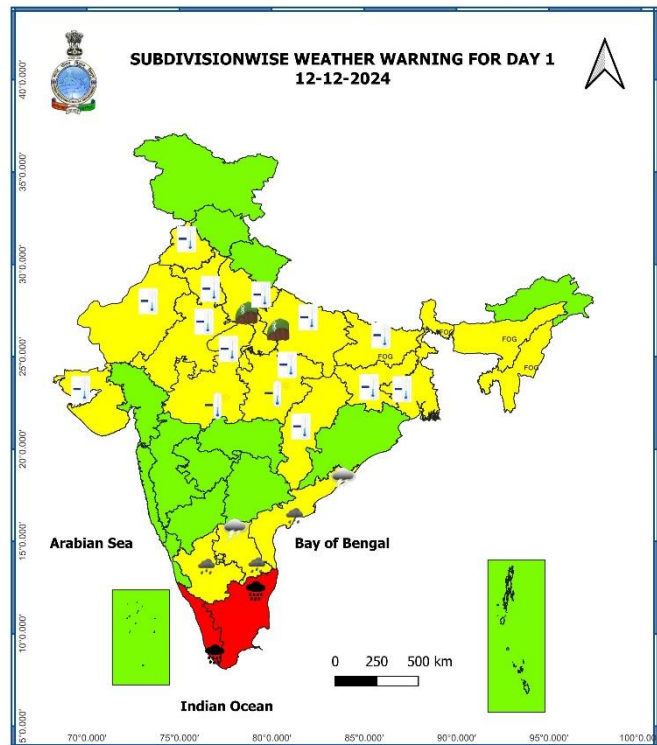 SUBDIVISIONWISE WEATHER WARNING FOR DAY 1
12-12-2024
40°0.000'
35°0.000'
30°0.000'
25°0.000'
20°0.000'
15°0.000'
10°0.000'
5°0.000'
FOG
FOG
FOG
FOG
Arabian Sea
Bay of Bengal
0 250 500 km
Indian Ocean
70°0.000' 75°0.000' 80°0.000' 85°0.000' 90°0.000' 95°0.000' 100°0.0